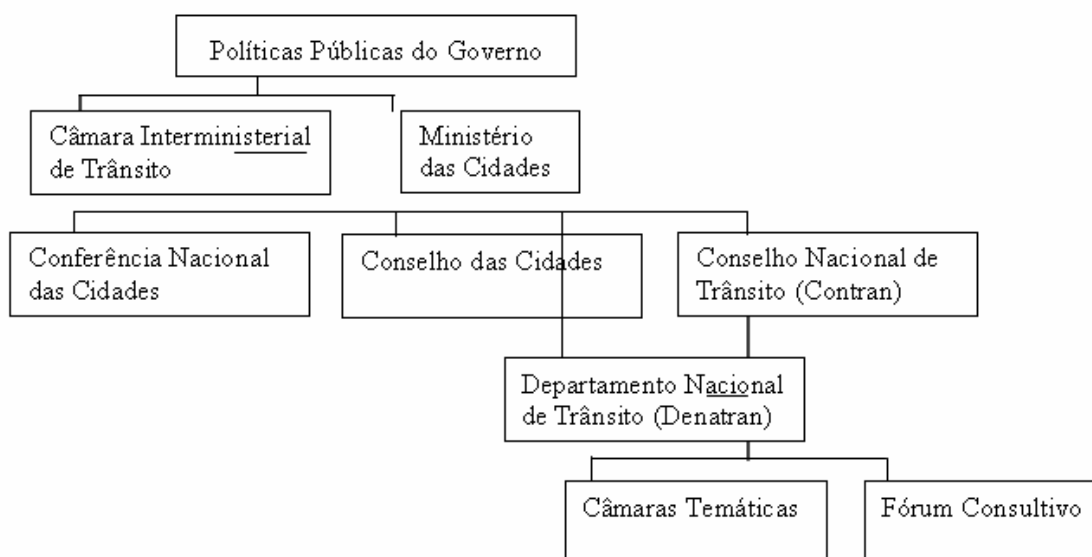 Políticas Públicas do Governo
Câmara Interministerial
de Trânsito
Ministério
das Cidades
Conferência Nacional
das Cidades
Conselho das Cidades
Conselho Nacional de
Trânsito (Contran)
Departamento Nacional
de Trânsito (Denatran)
Câmaras Temáticas
Fórum Consultivo